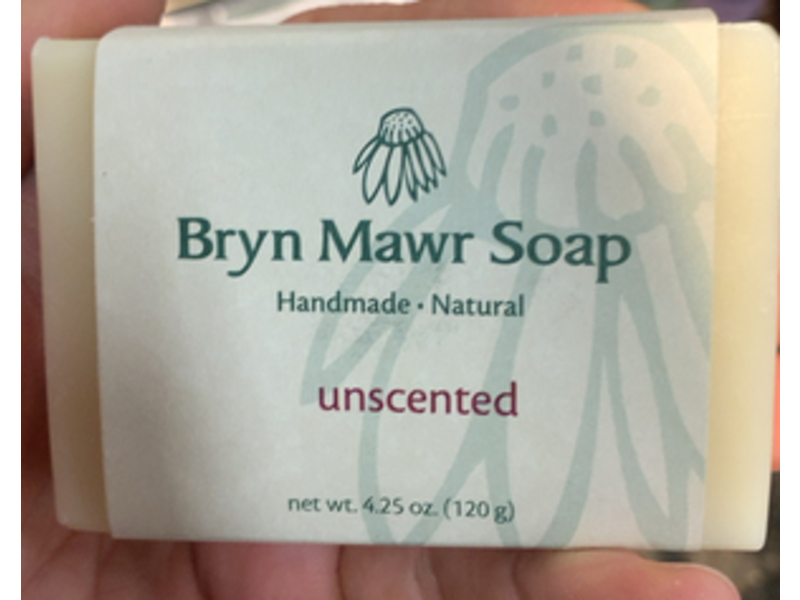 Bryn Mawr Soap
Handmade • Natural
unscented
net wt. 4.25 oz. (120 g)